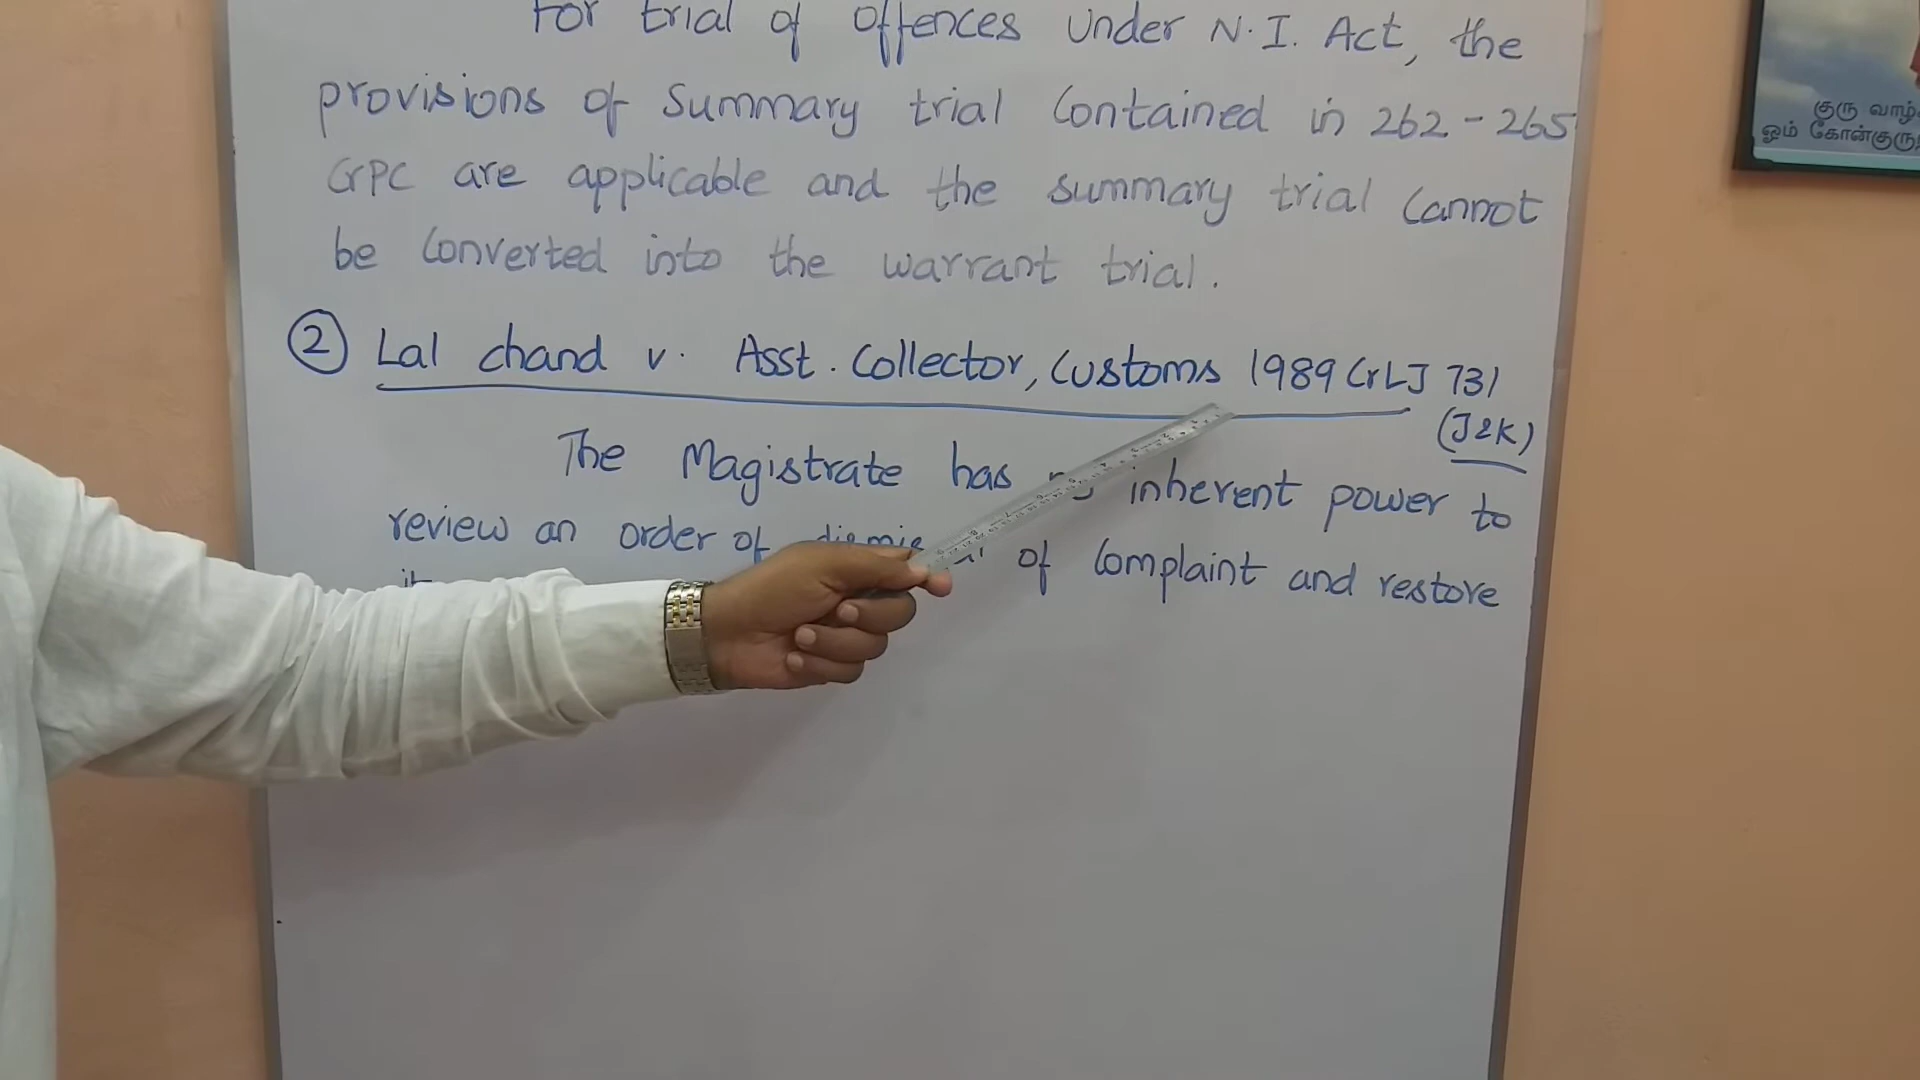 For trial of offences under N.I. Act, the
provisions of Summary trial contained in 262-265
CrPC are applicable and the summary trial cannot
be converted into the warrant trial.
② Lal chand v. Asst. Collector, Customs 1989 CrLJ 731
(J&K)
The Magistrate has inherent power to
review an order of of complaint and restore
it
குரு வாழ்
ஓம் கோன்குரு